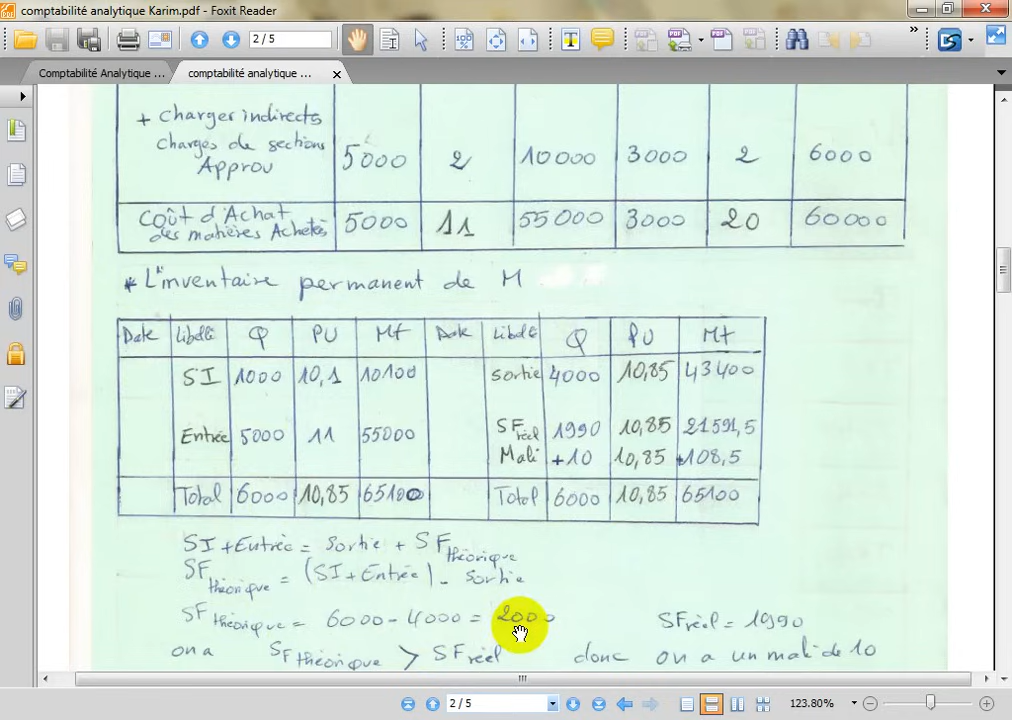 comptabilité analytique Karim.pdf - Foxit Reader
2 / 5
Comptabilité Analytique ...
comptabilité analytique ...
+ charger indirects
charges de sections
Approv 5000 2 10000 3000 2 6000
Coût d'Achat
des matières Achetés 5000 11 55000 3000 20 60000
* L'inventaire permanent de M
Date Libellé Q PU Mt Date Libellé Q PU Mt
SI 1000 10,1 10100 sortie 4000 10,85 43400
Entrée 5000 11 55000 SF réel 1990 10,85 21591,5
Mali +10 10,85 +108,5
Total 6000 10,85 65100 Total 6000 10,85 65100
SI + Entrée = Sortie + SF théorique
SF théorique = (SI + Entrée) - Sortie
SF théorique = 6000 - 4000 = 2000 SF réel = 1990
on a SF théorique > SF réel donc on a un mali de 10
2 / 5
123.80%